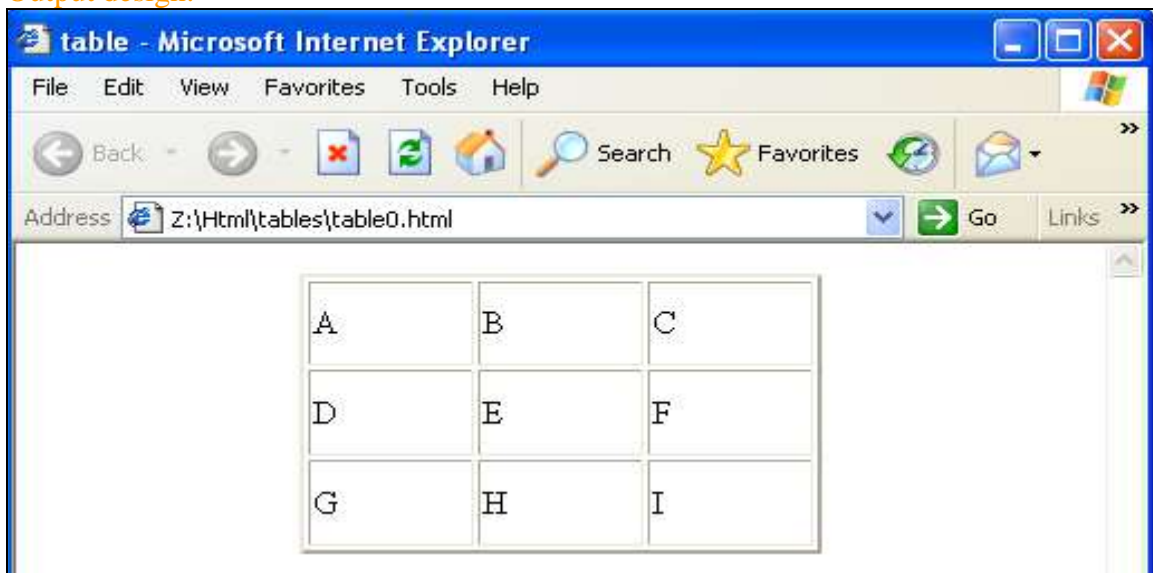 Output design:
table - Microsoft Internet Explorer
File Edit View Favorites Tools Help
Back Search Favorites »
Address Z:\Html\tables\table0.html Go Links »
A B C
D E F
G H I